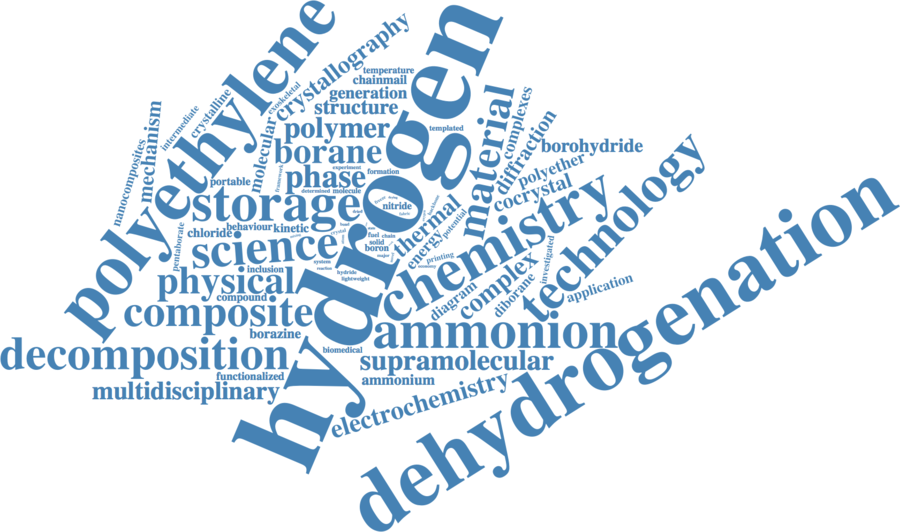 hydrogen
dehydrogenation
polyethylene
technology
chemistry
ammonion
storage
decomposition
composite
material
science
physical
borane
phase
polymer
supramolecular
multidisciplinary
electrochemistry
complex
thermal
structure
generation
crystallography
chainmail
temperature
exoskeletal
crystalline
intermediate
mechanism
nanocomposites
molecular
portable
templated
complexes
diffraction
borohydride
polyether
cocrystal
framework
experiment
formation
determined
molecule
nitride
behaviour
kinetic
chloride
pentaborate
inclusion
compound
borazine
functionalized
biomedical
ammonium
fuel
chain
solid
boron
major
crystal
system
hydride
lightweight
energy
potential
printing
diagram
diborane
investigated
application